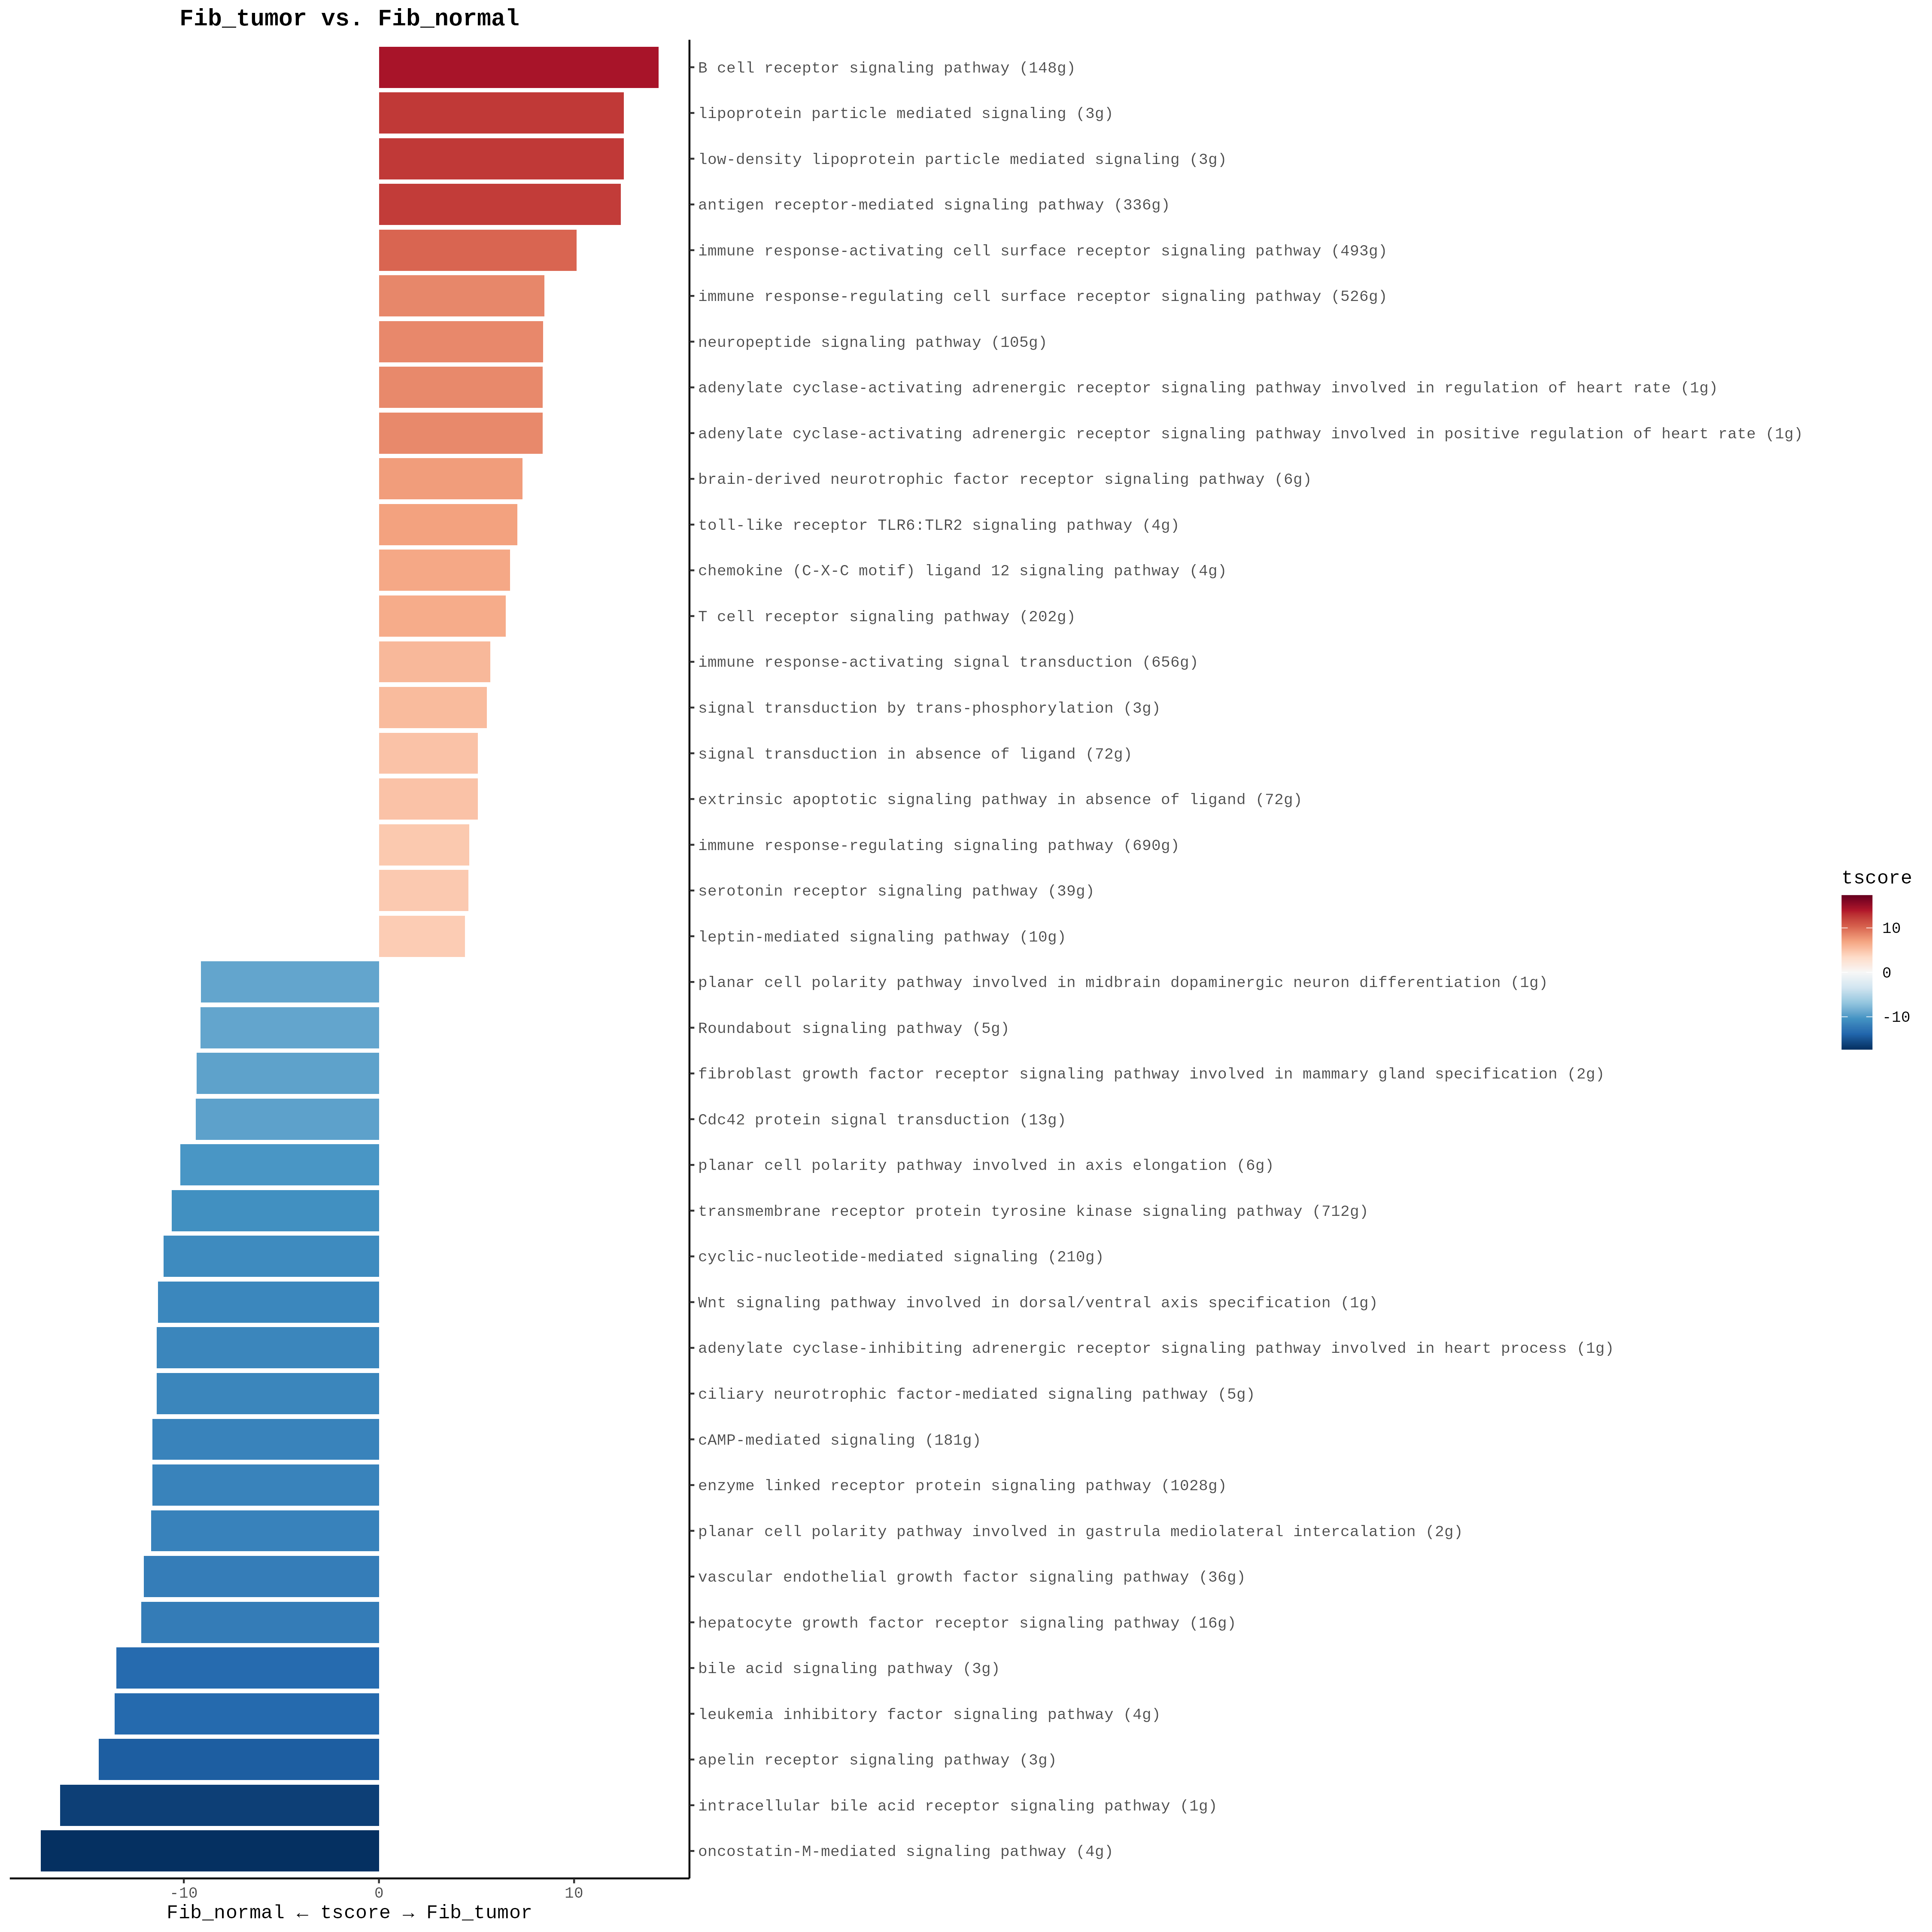 Fib_tumor vs. Fib_normal
B cell receptor signaling pathway (148g)
lipoprotein particle mediated signaling (3g)
low-density lipoprotein particle mediated signaling (3g)
antigen receptor-mediated signaling pathway (336g)
immune response-activating cell surface receptor signaling pathway (493g)
immune response-regulating cell surface receptor signaling pathway (526g)
neuropeptide signaling pathway (105g)
adenylate cyclase-activating adrenergic receptor signaling pathway involved in regulation of heart rate (1g)
adenylate cyclase-activating adrenergic receptor signaling pathway involved in positive regulation of heart rate (1g)
brain-derived neurotrophic factor receptor signaling pathway (6g)
toll-like receptor TLR6:TLR2 signaling pathway (4g)
chemokine (C-X-C motif) ligand 12 signaling pathway (4g)
T cell receptor signaling pathway (202g)
immune response-activating signal transduction (656g)
signal transduction by trans-phosphorylation (3g)
signal transduction in absence of ligand (72g)
extrinsic apoptotic signaling pathway in absence of ligand (72g)
immune response-regulating signaling pathway (690g)
serotonin receptor signaling pathway (39g)
leptin-mediated signaling pathway (10g)
planar cell polarity pathway involved in midbrain dopaminergic neuron differentiation (1g)
Roundabout signaling pathway (5g)
fibroblast growth factor receptor signaling pathway involved in mammary gland specification (2g)
Cdc42 protein signal transduction (13g)
planar cell polarity pathway involved in axis elongation (6g)
transmembrane receptor protein tyrosine kinase signaling pathway (712g)
cyclic-nucleotide-mediated signaling (210g)
Wnt signaling pathway involved in dorsal/ventral axis specification (1g)
adenylate cyclase-inhibiting adrenergic receptor signaling pathway involved in heart process (1g)
ciliary neurotrophic factor-mediated signaling pathway (5g)
cAMP-mediated signaling (181g)
enzyme linked receptor protein signaling pathway (1028g)
planar cell polarity pathway involved in gastrula mediolateral intercalation (2g)
vascular endothelial growth factor signaling pathway (36g)
hepatocyte growth factor receptor signaling pathway (16g)
bile acid signaling pathway (3g)
leukemia inhibitory factor signaling pathway (4g)
apelin receptor signaling pathway (3g)
intracellular bile acid receptor signaling pathway (1g)
oncostatin-M-mediated signaling pathway (4g)
-10 0 10
Fib_normal ← tscore → Fib_tumor
tscore
10
0
-10